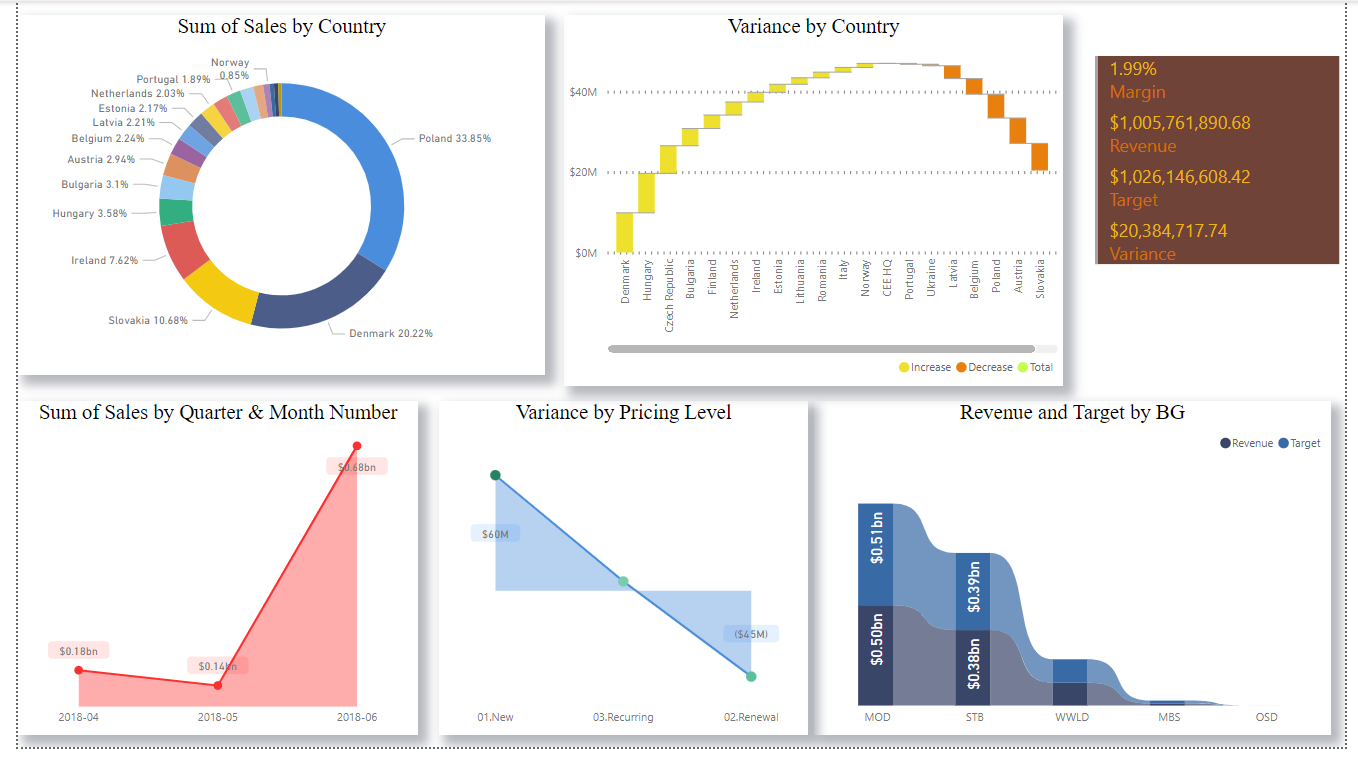 Sum of Sales by Country
Norway
0.85%
Portugal 1.89%
Netherlands 2.03%
Estonia 2.17%
Latvia 2.21%
Belgium 2.24%
Austria 2.94%
Bulgaria 3.1%
Hungary 3.58%
Ireland 7.62%
Slovakia 10.68%
Denmark 20.22%
Poland 33.85%
Variance by Country
$40M
$20M
$0M
Denmark
Hungary
Czech Republic
Bulgaria
Finland
Netherlands
Ireland
Estonia
Lithuania
Romania
Italy
Norway
CEE HQ
Portugal
Ukraine
Latvia
Belgium
Poland
Austria
Slovakia
Increase Decrease Total
1.99%
Margin
$1,005,761,890.68
Revenue
$1,026,146,608.42
Target
$20,384,717.74
Variance
Sum of Sales by Quarter & Month Number
$0.18bn
$0.14bn
$0.68bn
2018-04 2018-05 2018-06
Variance by Pricing Level
$60M
($45M)
01.New 03.Recurring 02.Renewal
Revenue and Target by BG
Revenue Target
$0.51bn
$0.50bn
$0.39bn
$0.38bn
MOD STB WWLD MBS OSD